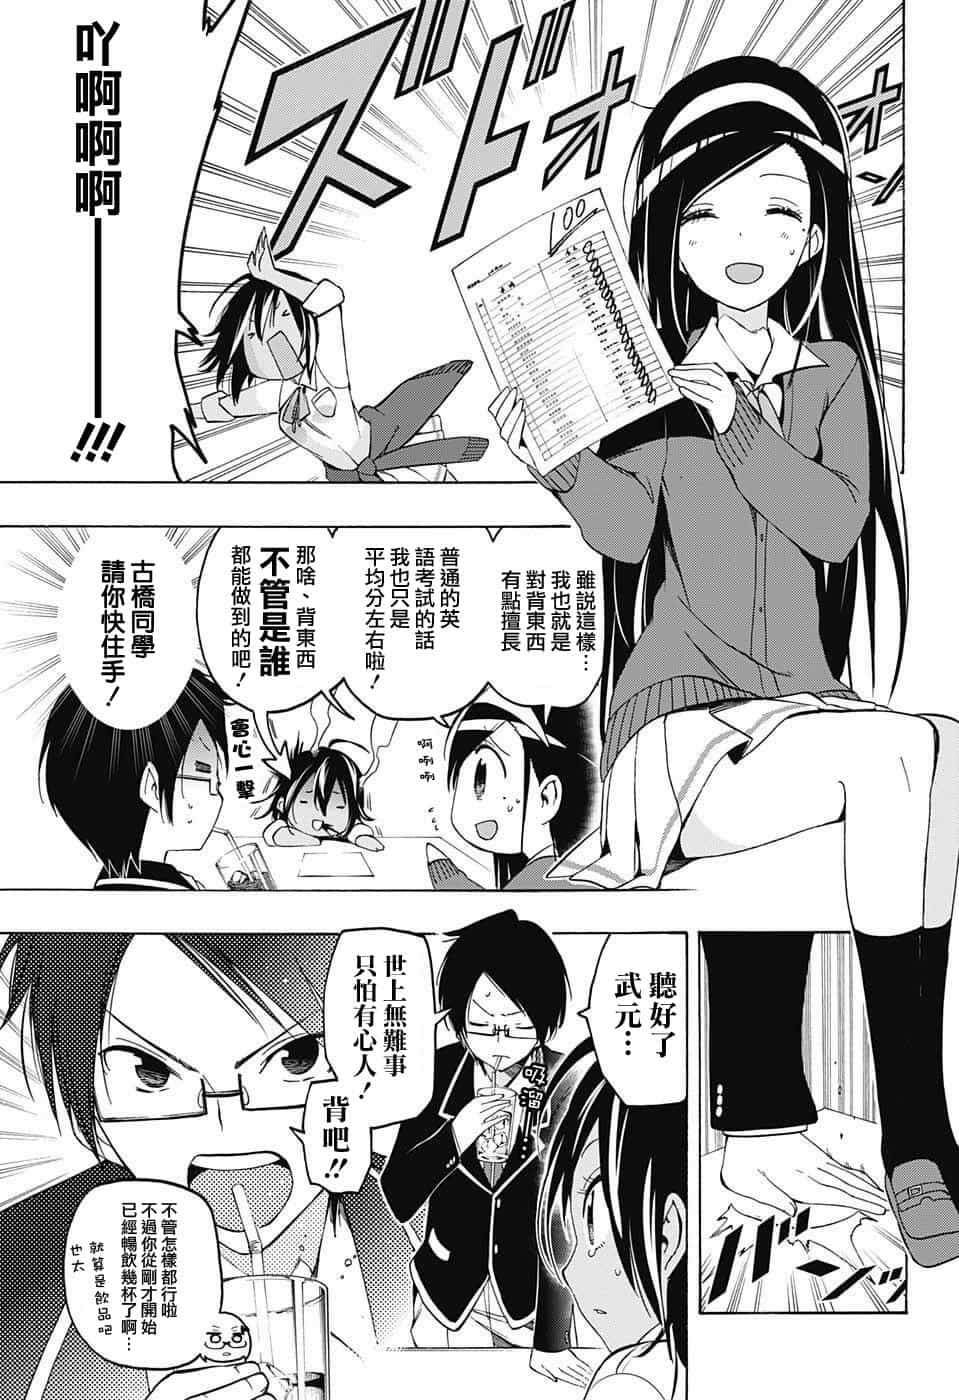 ズドォオーン
100
吖啊啊啊——!!!
雖說這樣…
我也就是
對背東西
有點擅長
普通的英
語考試的話
我也只是
平均分左右啦！
那啥、背東西
不管是誰
都能做到的吧！
古橋同學
請你快住手！
啊
咧
咧
會心一擊
聽好了
武元…
吸溜
世上無難事
只怕有心人！
背吧!!
不管怎樣都行啦
不過你從剛才開始
已經暢飲幾杯了啊…
就算是飲品吧
也太